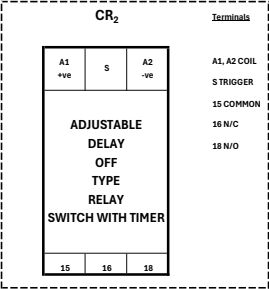 CR₂
Terminals
A1
+ve
S
A2
-ve
A1, A2 COIL
S TRIGGER
15 COMMON
16 N/C
18 N/O
ADJUSTABLE
DELAY
OFF
TYPE
RELAY
SWITCH WITH TIMER
15 16 18